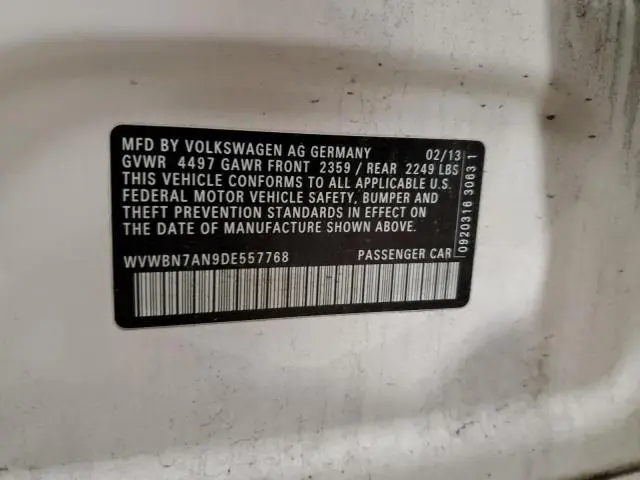 MFD BY VOLKSWAGEN AG GERMANY 02/13
GVWR 4497 GAWR FRONT 2359 / REAR 2249 LBS
THIS VEHICLE CONFORMS TO ALL APPLICABLE U.S.
FEDERAL MOTOR VEHICLE SAFETY, BUMPER AND
THEFT PREVENTION STANDARDS IN EFFECT ON
THE DATE OF MANUFACTURE SHOWN ABOVE.
WVWBN7AN9DE557768 PASSENGER CAR
0920316 3063 1